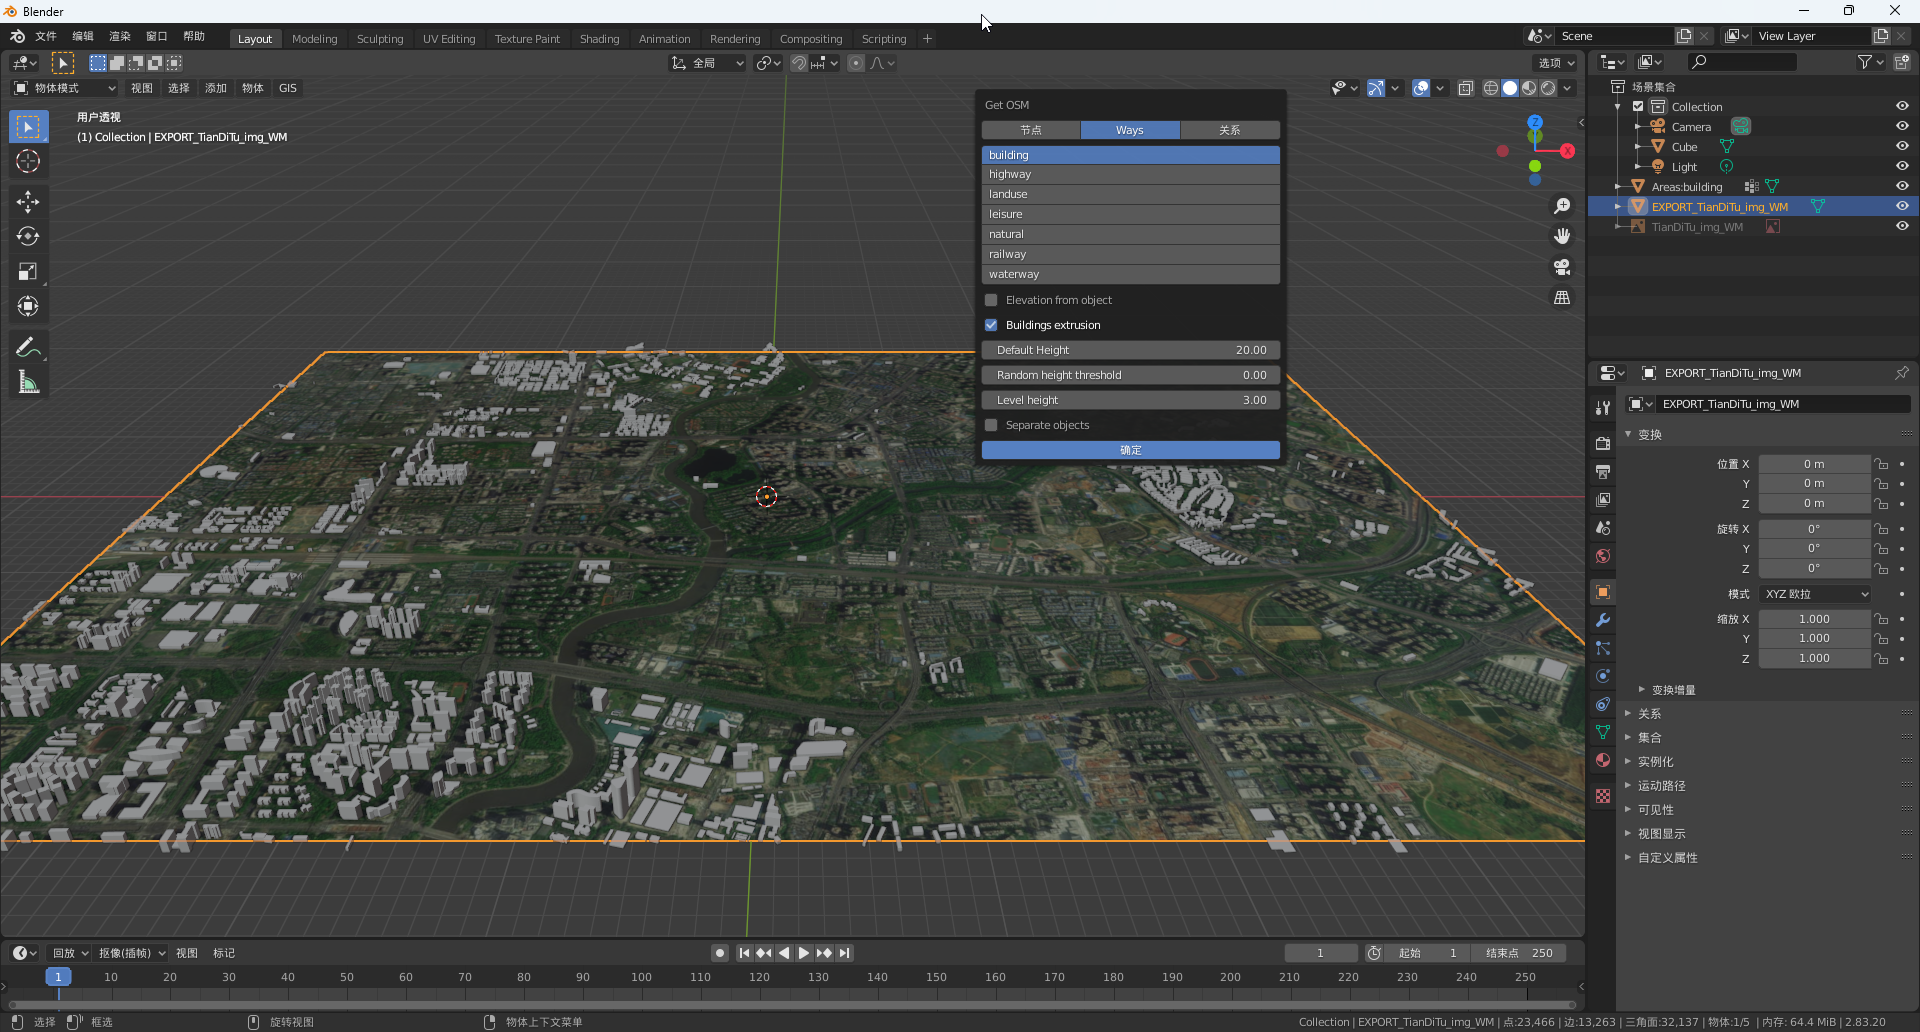 Blender
文件 编辑 渲染 窗口 帮助 Layout Modeling Sculpting UV Editing Texture Paint Shading Animation Rendering Compositing Scripting + Scene View Layer
全局 选项
物体模式 视图 选择 添加 物体 GIS
用户透视
(1) Collection | EXPORT_TianDiTu_img_WM
Z
X
Get OSM
节点 Ways 关系
building
highway
landuse
leisure
natural
railway
waterway
Elevation from object
Buildings extrusion
Default Height 20.00
Random height threshold 0.00
Level height 3.00
Separate objects
确定
场景集合
Collection
Camera
Cube
Light
Areas:building
EXPORT_TianDiTu_img_WM
TianDiTu_img_WM
EXPORT_TianDiTu_img_WM
EXPORT_TianDiTu_img_WM
变换
位置 X 0 m
Y 0 m
Z 0 m
旋转 X 0°
Y 0°
Z 0°
模式 XYZ 欧拉
缩放 X 1.000
Y 1.000
Z 1.000
变换增量
关系
集合
实例化
运动路径
可见性
视图显示
自定义属性
回放 抠像(插帧) 视图 标记 1 起始 1 结束点 250
1 10 20 30 40 50 60 70 80 90 100 110 120 130 140 150 160 170 180 190 200 210 220 230 240 250
选择 框选 旋转视图 物体上下文菜单 Collection | EXPORT_TianDiTu_img_WM | 点:23,466 | 边:13,263 | 三角面:32,137 | 物体:1/5 | 内存: 64.4 MiB | 2.83.20